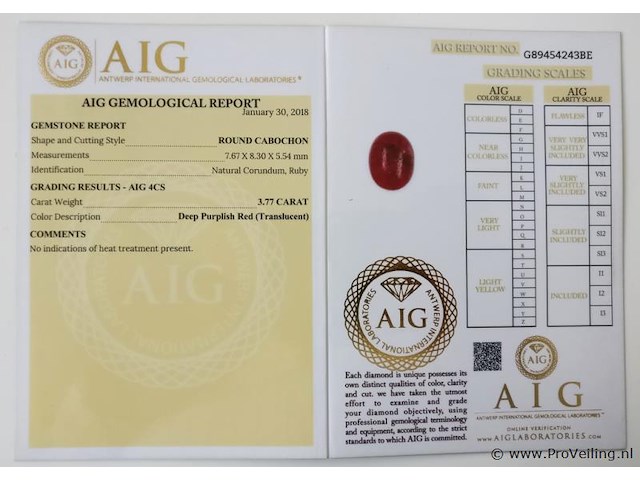 AIG
ANTWERP INTERNATIONAL GEMOLOGICAL LABORATORIES®
AIG GEMOLOGICAL REPORT
January 30, 2018
GEMSTONE REPORT
Shape and Cutting Style ROUND CABOCHON
Measurements 7.67 X 8.30 X 5.54 mm
Identification Natural Corundum, Ruby
GRADING RESULTS - AIG 4CS
Carat Weight 3.77 CARAT
Color Description Deep Purplish Red (Translucent)
COMMENTS
No indications of heat treatment present.
AIG
AIG REPORT NO. G89454243BE
GRADING SCALES
AIG
COLOR SCALE
COLORLESS
D
E
F
NEAR
COLORLESS
G
H
I
J
FAINT
K
L
M
VERY
LIGHT
N
O
P
Q
R
LIGHT
YELLOW
S
T
U
V
W
X
Y
Z
AIG
CLARITY SCALE
FLAWLESS IF
VERY VERY
SLIGHTLY
INCLUDED
VVS1
VVS2
VERY
SLIGHTLY
INCLUDED
VS1
VS2
SLIGHTLY
INCLUDED
SI1
SI2
SI3
INCLUDED
I1
I2
I3
ANTWERP INTERNATIONAL GEMOLOGICAL LABORATORIES
AIG
Each diamond is unique possesses its
own distinct qualities of color, clarity
and cut. we have taken the utmost
effort to examine and grade
your diamond objectively, using
professional gemological terminology
and equipment, according to the strict
standards to which AIG is committed.
AIG
ANTWERP INTERNATIONAL GEMOLOGICAL LABORATORIES
ONLINE VERIFICATION
WWW.AIGLABORATORIES.COM
© www.ProVeiling.nl